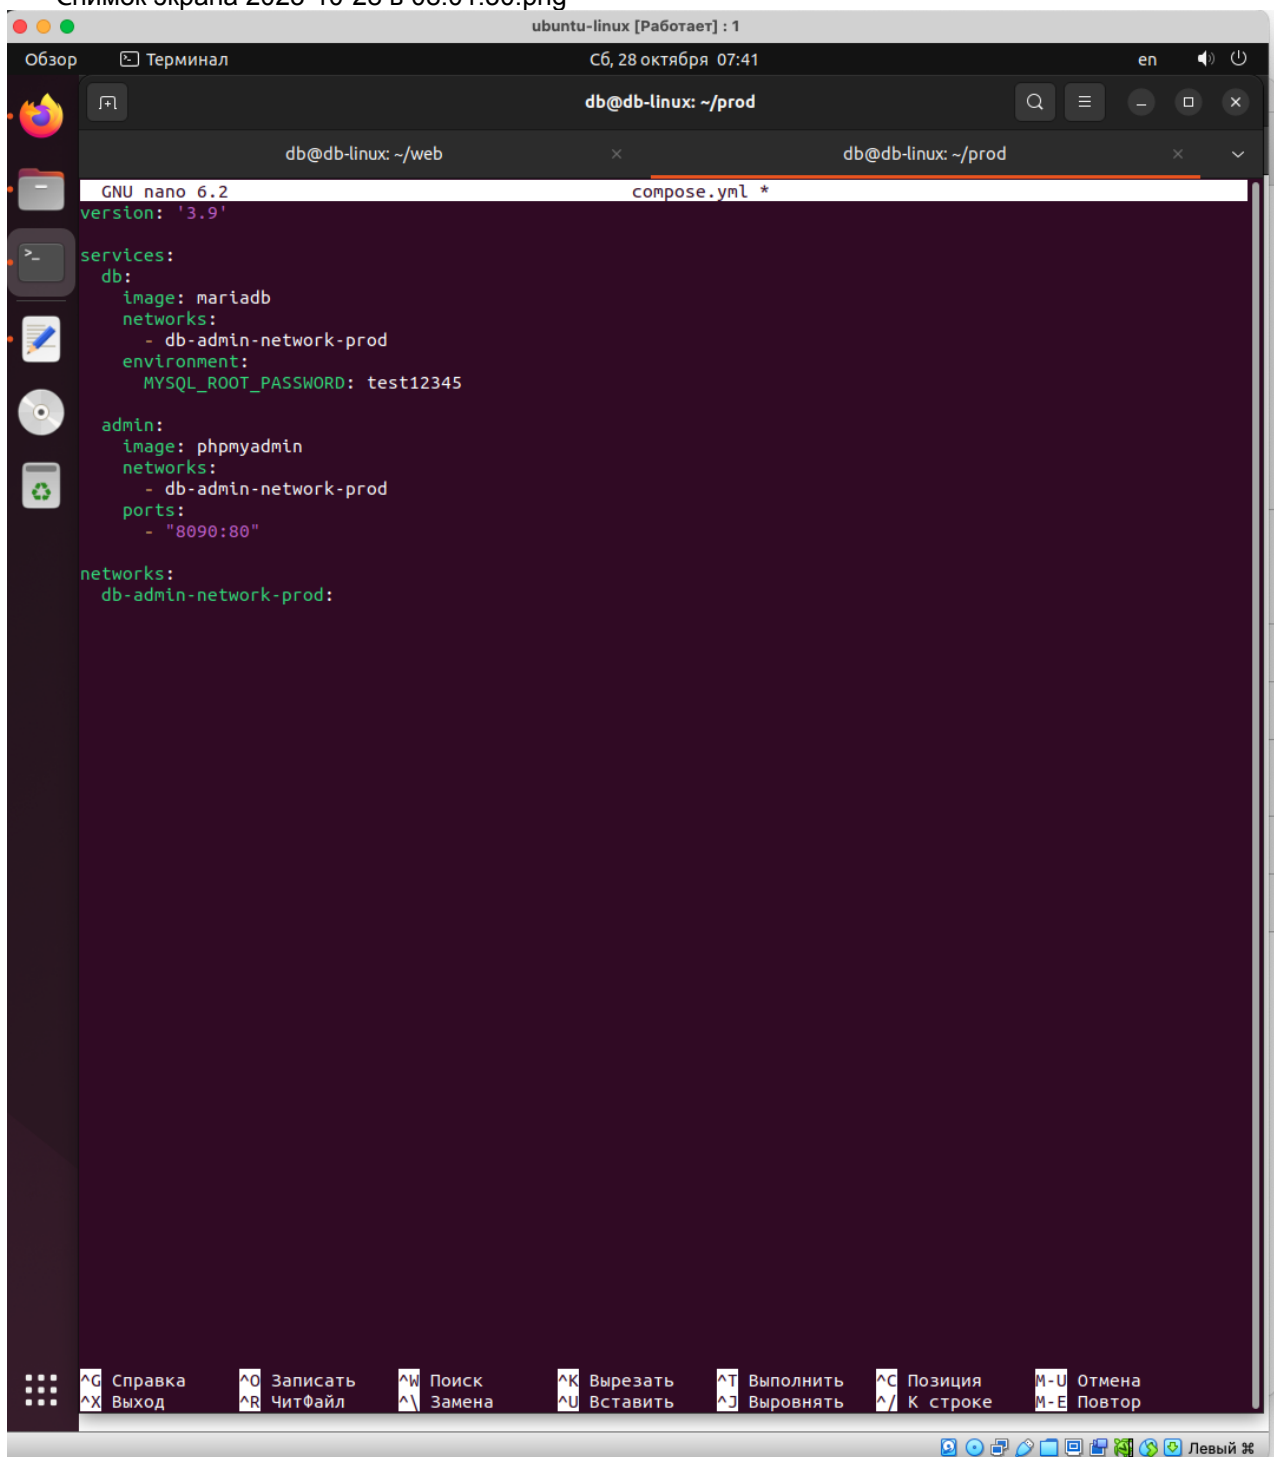 ubuntu-linux [Работает] : 1
Обзор Терминал Сб, 28 октября 07:41 en
db@db-linux: ~/prod
db@db-linux: ~/web × db@db-linux: ~/prod ×
GNU nano 6.2 compose.yml *
version: '3.9'
services:
db:
image: mariadb
networks:
- db-admin-network-prod
environment:
MYSQL_ROOT_PASSWORD: test12345
admin:
image: phpmyadmin
networks:
- db-admin-network-prod
ports:
- "8090:80"
networks:
db-admin-network-prod:
^G Справка ^O Записать ^W Поиск ^K Вырезать ^T Выполнить ^C Позиция M-U Отмена
^X Выход ^R ЧитФайл ^\ Замена ^U Вставить ^J Выровнять ^/ К строке M-E Повтор
Левый ⌘